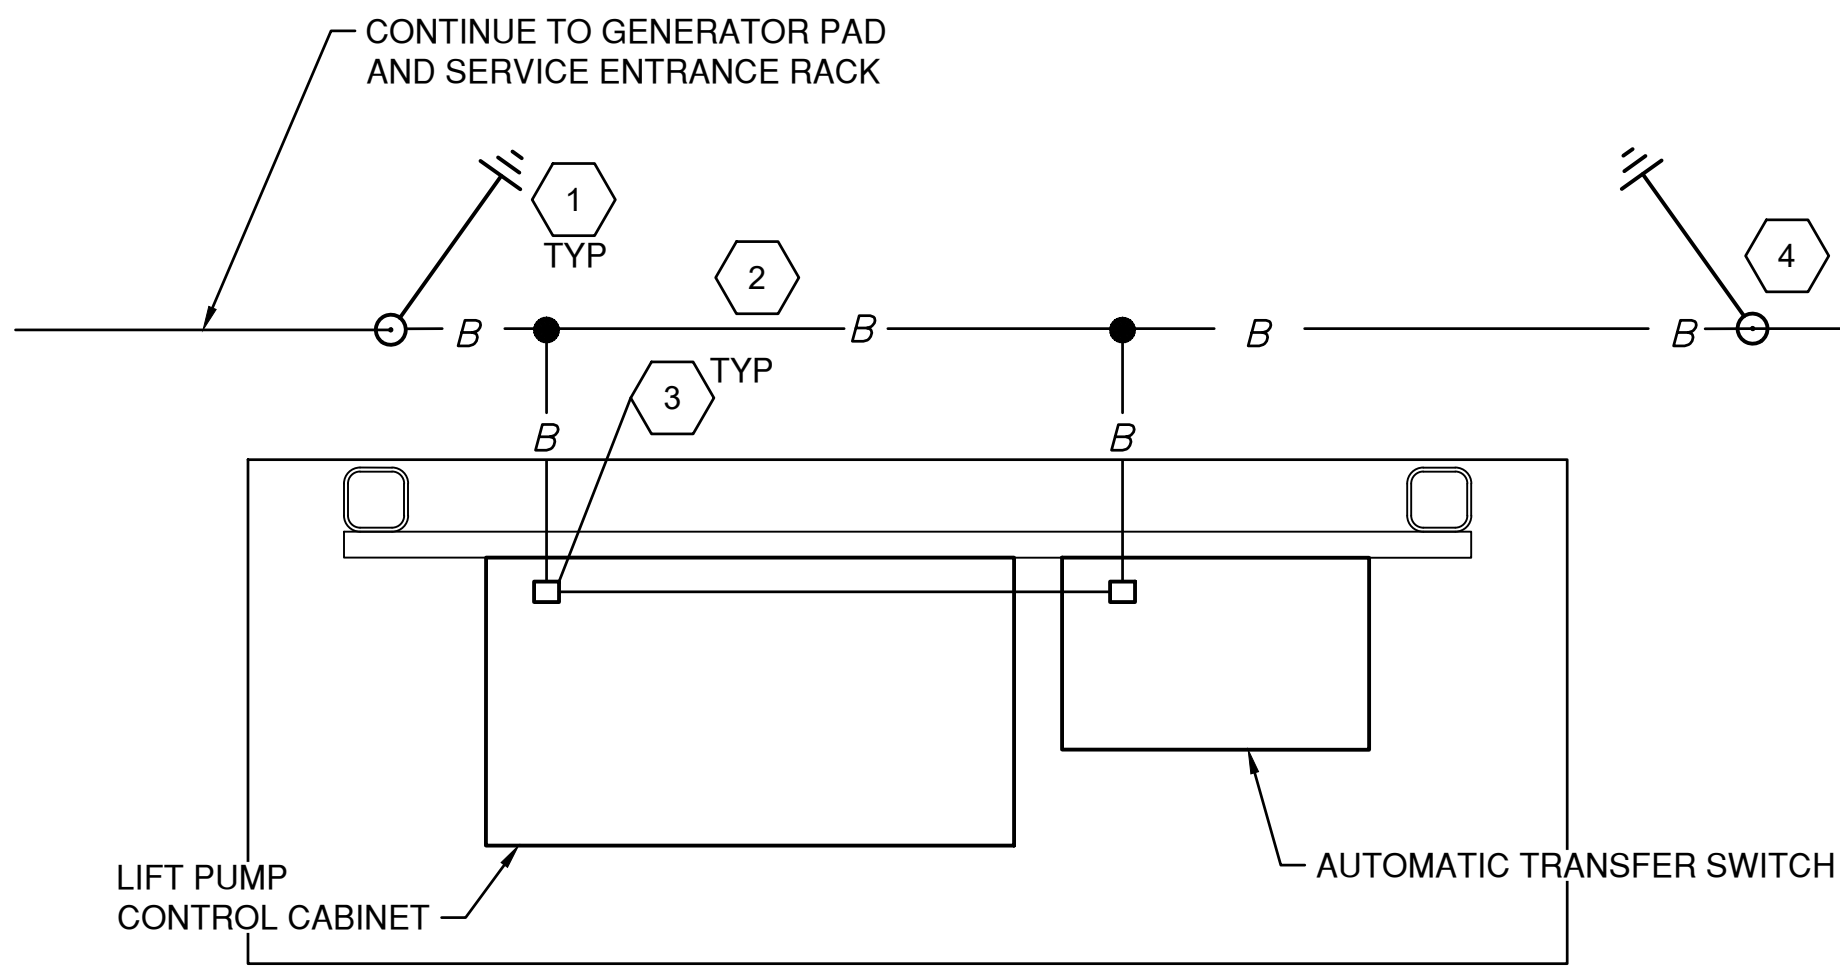 CONTINUE TO GENERATOR PAD
AND SERVICE ENTRANCE RACK
1
TYP
2
4
B
B
B
B
3
TYP
B
B
LIFT PUMP
CONTROL CABINET
AUTOMATIC TRANSFER SWITCH